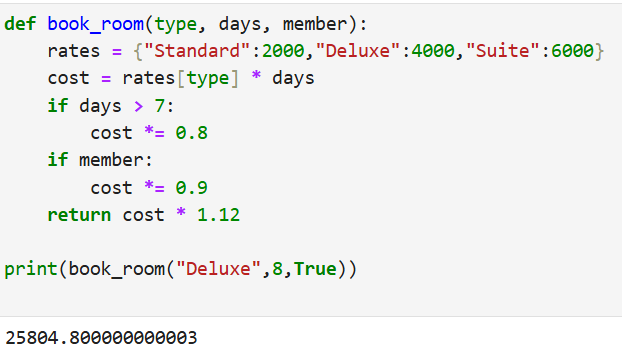 def book_room(type, days, member):
    rates = {"Standard":2000,"Deluxe":4000,"Suite":6000}
    cost = rates[type] * days
    if days > 7:
        cost *= 0.8
    if member:
        cost *= 0.9
    return cost * 1.12

print(book_room("Deluxe",8,True))

25804.800000000003